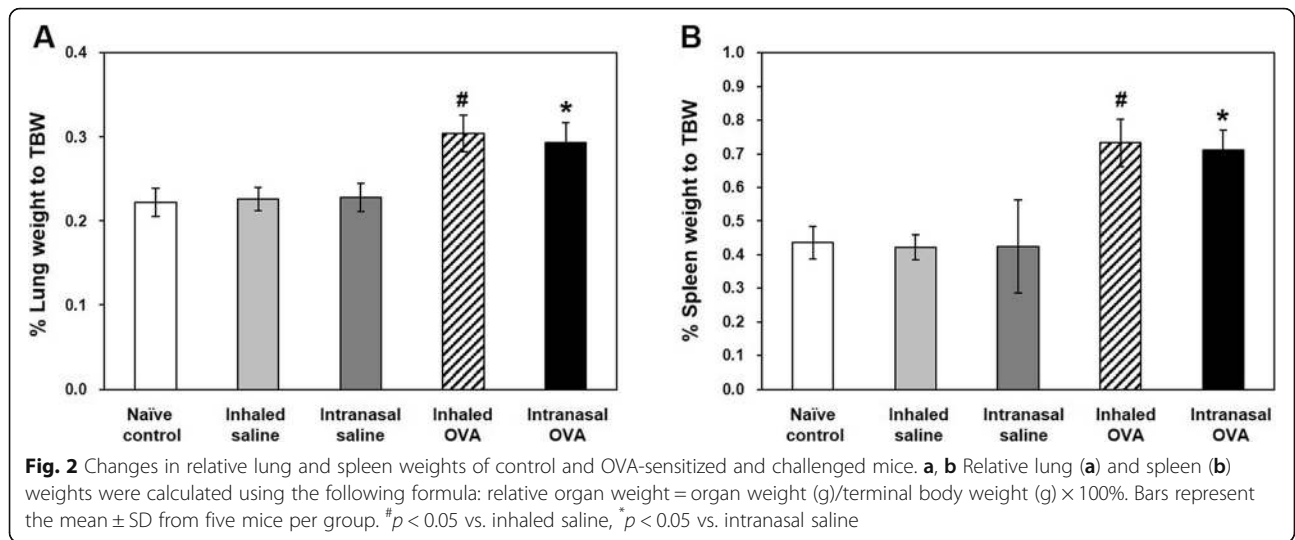 A
% Lung weight to TBW
0.4
0.3
0.2
0.1
0.0
#
*
Naïve control
Inhaled saline
Intranasal saline
Inhaled OVA
Intranasal OVA
B
% Spleen weight to TBW
1.0
0.9
0.8
0.7
0.6
0.5
0.4
0.3
0.2
0.1
0.0
#
*
Naïve control
Inhaled saline
Intranasal saline
Inhaled OVA
Intranasal OVA
Fig. 2 Changes in relative lung and spleen weights of control and OVA-sensitized and challenged mice. a, b Relative lung (a) and spleen (b)
weights were calculated using the following formula: relative organ weight = organ weight (g)/terminal body weight (g) × 100%. Bars represent
the mean ± SD from five mice per group. #p < 0.05 vs. inhaled saline, *p < 0.05 vs. intranasal saline